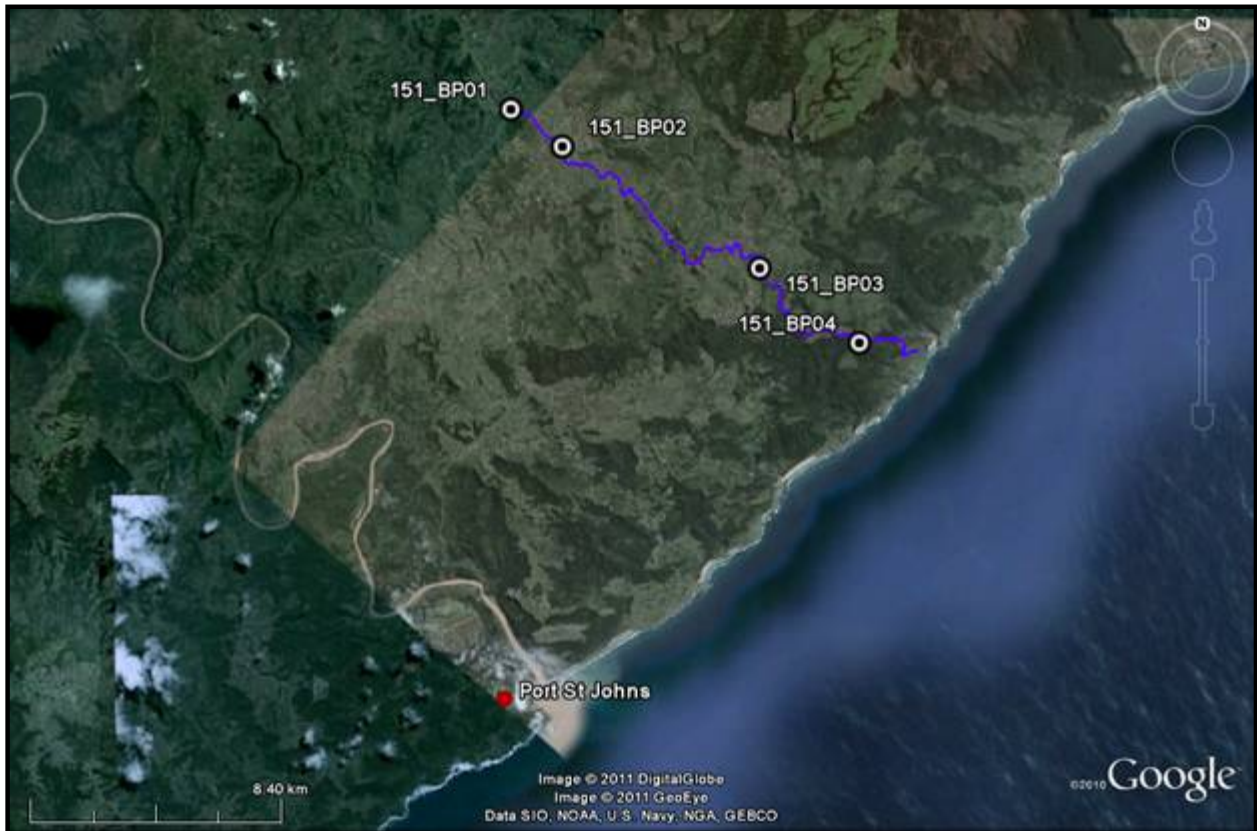 N
151_BP01
151_BP02
151_BP03
151_BP04
Port St Johns
8.40 km
Image © 2011 DigitalGlobe
Image © 2011 GeoEye
Data SIO, NOAA, U.S. Navy, NGA, GEBCO
©2010 Google